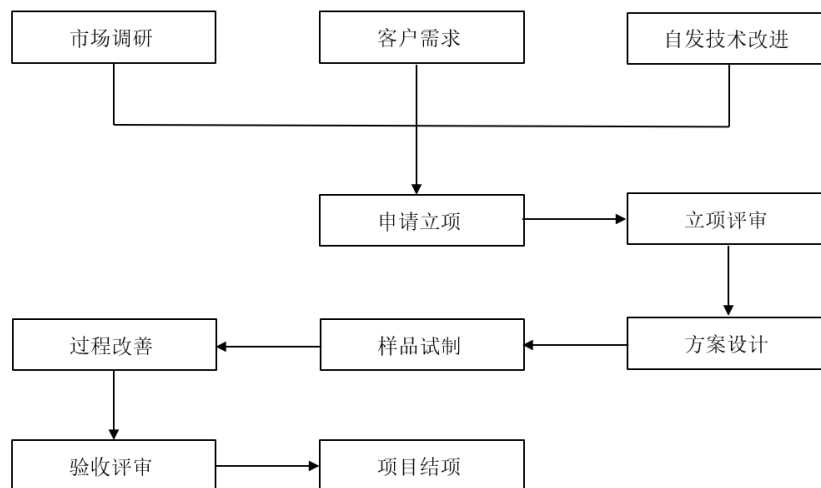 市场调研
客户需求
自发技术改进
申请立项
立项评审
方案设计
样品试制
过程改善
验收评审
项目结项